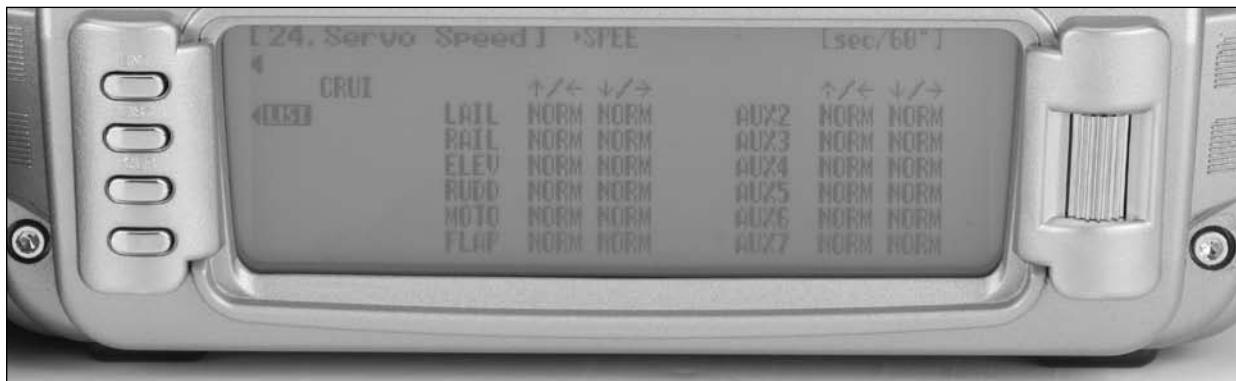 [24. Servo Speed] SPEE [sec/60°]
CRUI ↑/← ↓/→ ↑/← ↓/→
LIST LAIL NORM NORM AUX2 NORM NORM
RAIL NORM NORM AUX3 NORM NORM
ELEV NORM NORM AUX4 NORM NORM
RUDD NORM NORM AUX5 NORM NORM
MOTO NORM NORM AUX6 NORM NORM
FLAP NORM NORM AUX7 NORM NORM